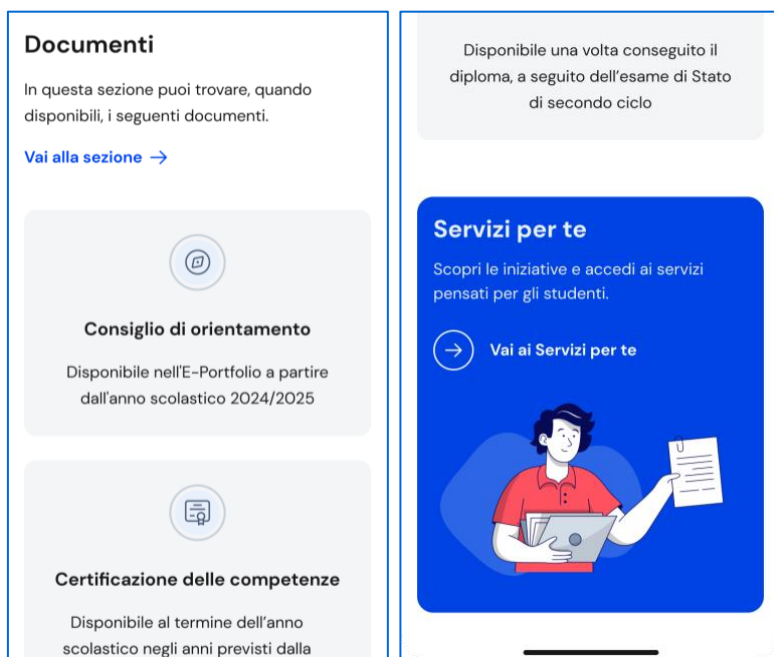 Documenti
In questa sezione puoi trovare, quando
disponibili, i seguenti documenti.
Vai alla sezione →
Consiglio di orientamento
Disponibile nell'E-Portfolio a partire
dall'anno scolastico 2024/2025
Certificazione delle competenze
Disponibile al termine dell'anno
scolastico negli anni previsti dalla
Disponibile una volta conseguito il
diploma, a seguito dell'esame di Stato
di secondo ciclo
Servizi per te
Scopri le iniziative e accedi ai servizi
pensati per gli studenti.
Vai ai Servizi per te